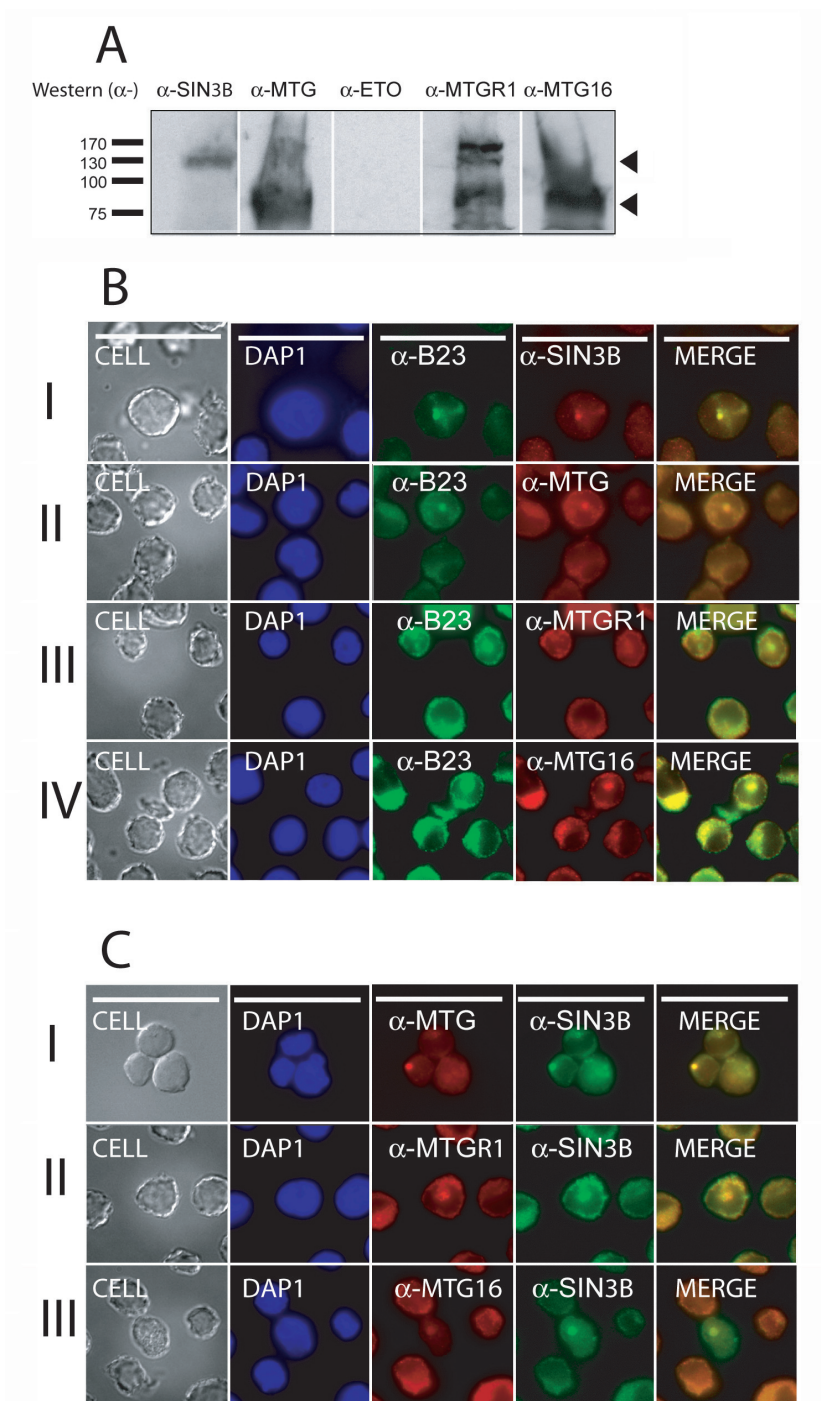 A
Western (α-) α-SIN3B α-MTG α-ETO α-MTGR1 α-MTG16
170
130
100
75
B
I
CELL DAP1 α-B23 α-SIN3B MERGE
II
CELL DAP1 α-B23 α-MTG MERGE
III
CELL DAP1 α-B23 α-MTGR1 MERGE
IV
CELL DAP1 α-B23 α-MTG16 MERGE
C
I
CELL DAP1 α-MTG α-SIN3B MERGE
II
CELL DAP1 α-MTGR1 α-SIN3B MERGE
III
CELL DAP1 α-MTG16 α-SIN3B MERGE